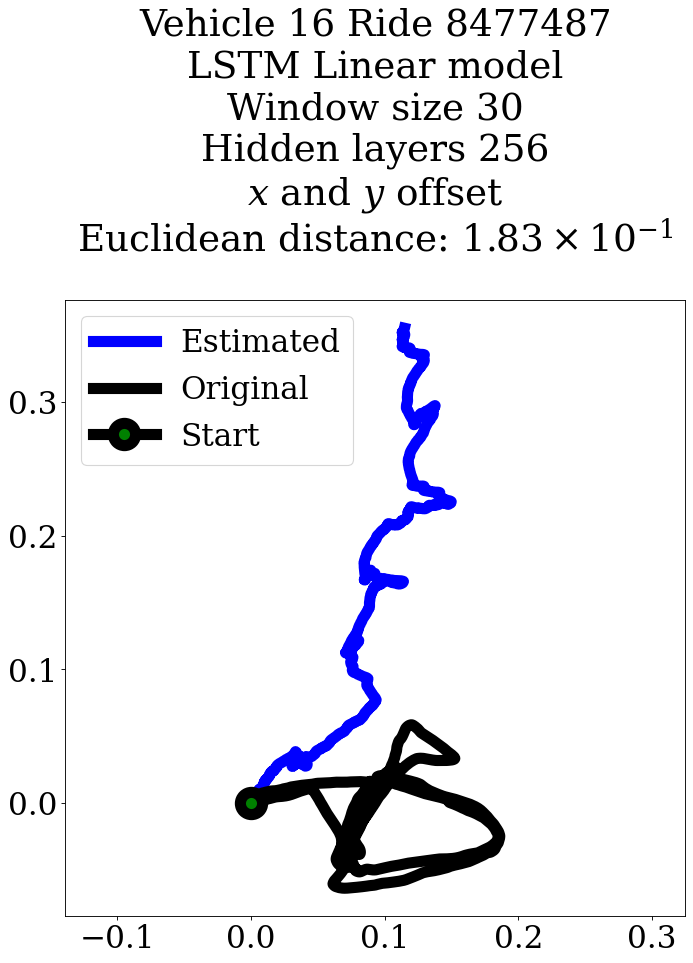 Vehicle 16 Ride 8477487
LSTM Linear model
Window size 30
Hidden layers 256
x and y offset
Euclidean distance: 1.83 × 10⁻¹
Estimated
Original
Start
0.3
0.2
0.1
0.0
−0.1 0.0 0.1 0.2 0.3